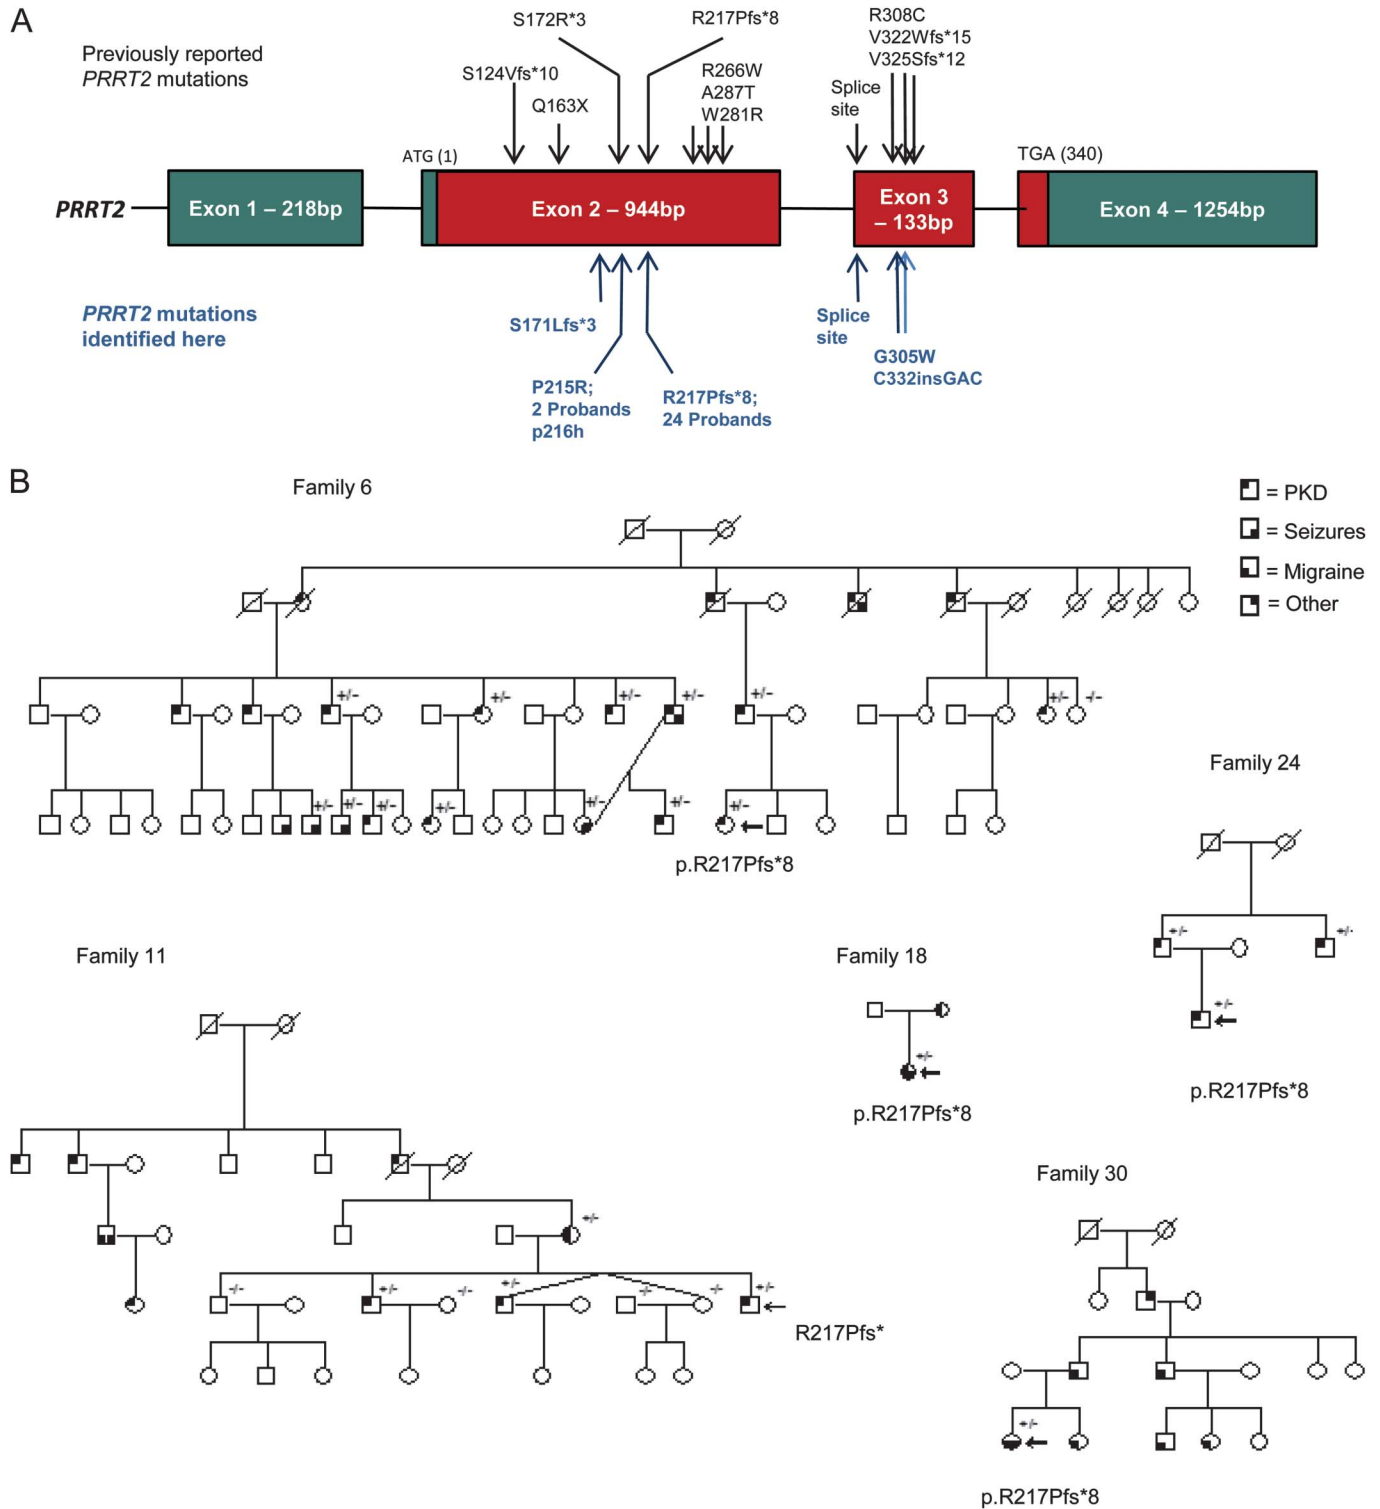 A
Previously reported
PRRT2 mutations
S172R*3
R217Pfs*8
R308C
V322Wfs*15
V325Sfs*12
S124Vfs*10
Q163X
R266W
A287T
W281R
Splice
site
ATG (1)
TGA (340)
PRRT2
Exon 1 – 218bp
Exon 2 – 944bp
Exon 3
– 133bp
Exon 4 – 1254bp
PRRT2 mutations
identified here
S171Lfs*3
P215R;
2 Probands
p216h
R217Pfs*8;
24 Probands
Splice
site
G305W
C332insGAC
B
Family 6
= PKD
= Seizures
= Migraine
= Other
+/-
+/-
+/-
+/-
+/-
+/-
-/-
+/-
+/-
+/-
+/-
+/-
+/-
+/-
p.R217Pfs*8
Family 24
+/-
+/-
+/-
p.R217Pfs*8
Family 11
+/-
-/-
+/-
-/-
+/-
-/-
-/-
+/-
R217Pfs*
Family 18
+/-
p.R217Pfs*8
Family 30
+/-
p.R217Pfs*8